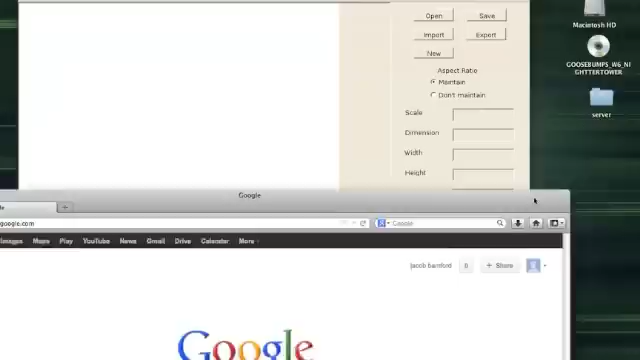 Open
Save
Import
Export
New
Aspect Ratio
Maintain
Don't maintain
Scale
Dimension
Width
Height
Macintosh HD
GOOSEBUMPS_W6_NI
GHTTERTOWER
server
Google
google.com
Google
Images Maps Play YouTube News Gmail Drive Calendar More
jacob bamford
0
+ Share
Google